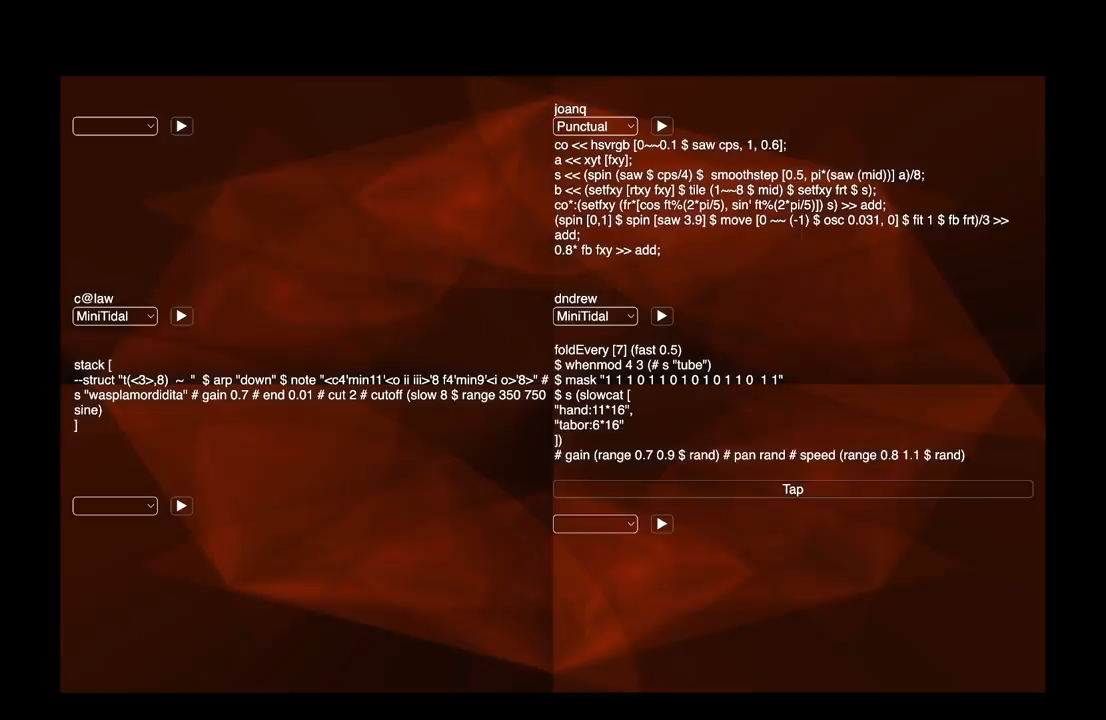 joanq
Punctual
co << hsvrgb [0~~0.1 $ saw cps, 1, 0.6];
a << xyt [fxy];
s << (spin (saw $ cps/4) $  smoothstep [0.5, pi*(saw (mid))] a)/8;
b << (setfxy [rtxy fxy] $ tile (1~~8 $ mid) $ setfxy frt $ s);
co*:(setfxy (fr*[cos ft%(2*pi/5), sin' ft%(2*pi/5)]) s) >> add;
(spin [0,1] $ spin [saw 3.9] $ move [0 ~~ (-1) $ osc 0.031, 0] $ fit 1 $ fb frt)/3 >>
add;
0.8* fb fxy >> add;
c@law
MiniTidal
stack [
--struct "t(<3>,8)  ~  "  $ arp "down" $ note "<c4'min11'<o ii iii>'8 f4'min9'<i o>'8>" #
s "wasplamordidita" # gain 0.7 # end 0.01 # cut 2 # cutoff (slow 8 $ range 350 750
sine)
]
dndrew
MiniTidal
foldEvery [7] (fast 0.5)
$ whenmod 4 3 (# s "tube")
$ mask "1 1 1 0 1 1 0 1 0 1 0 1 1 0  1 1"
$ s (slowcat [
"hand:11*16",
"tabor:6*16"
])
# gain (range 0.7 0.9 $ rand) # pan rand # speed (range 0.8 1.1 $ rand)
Tap